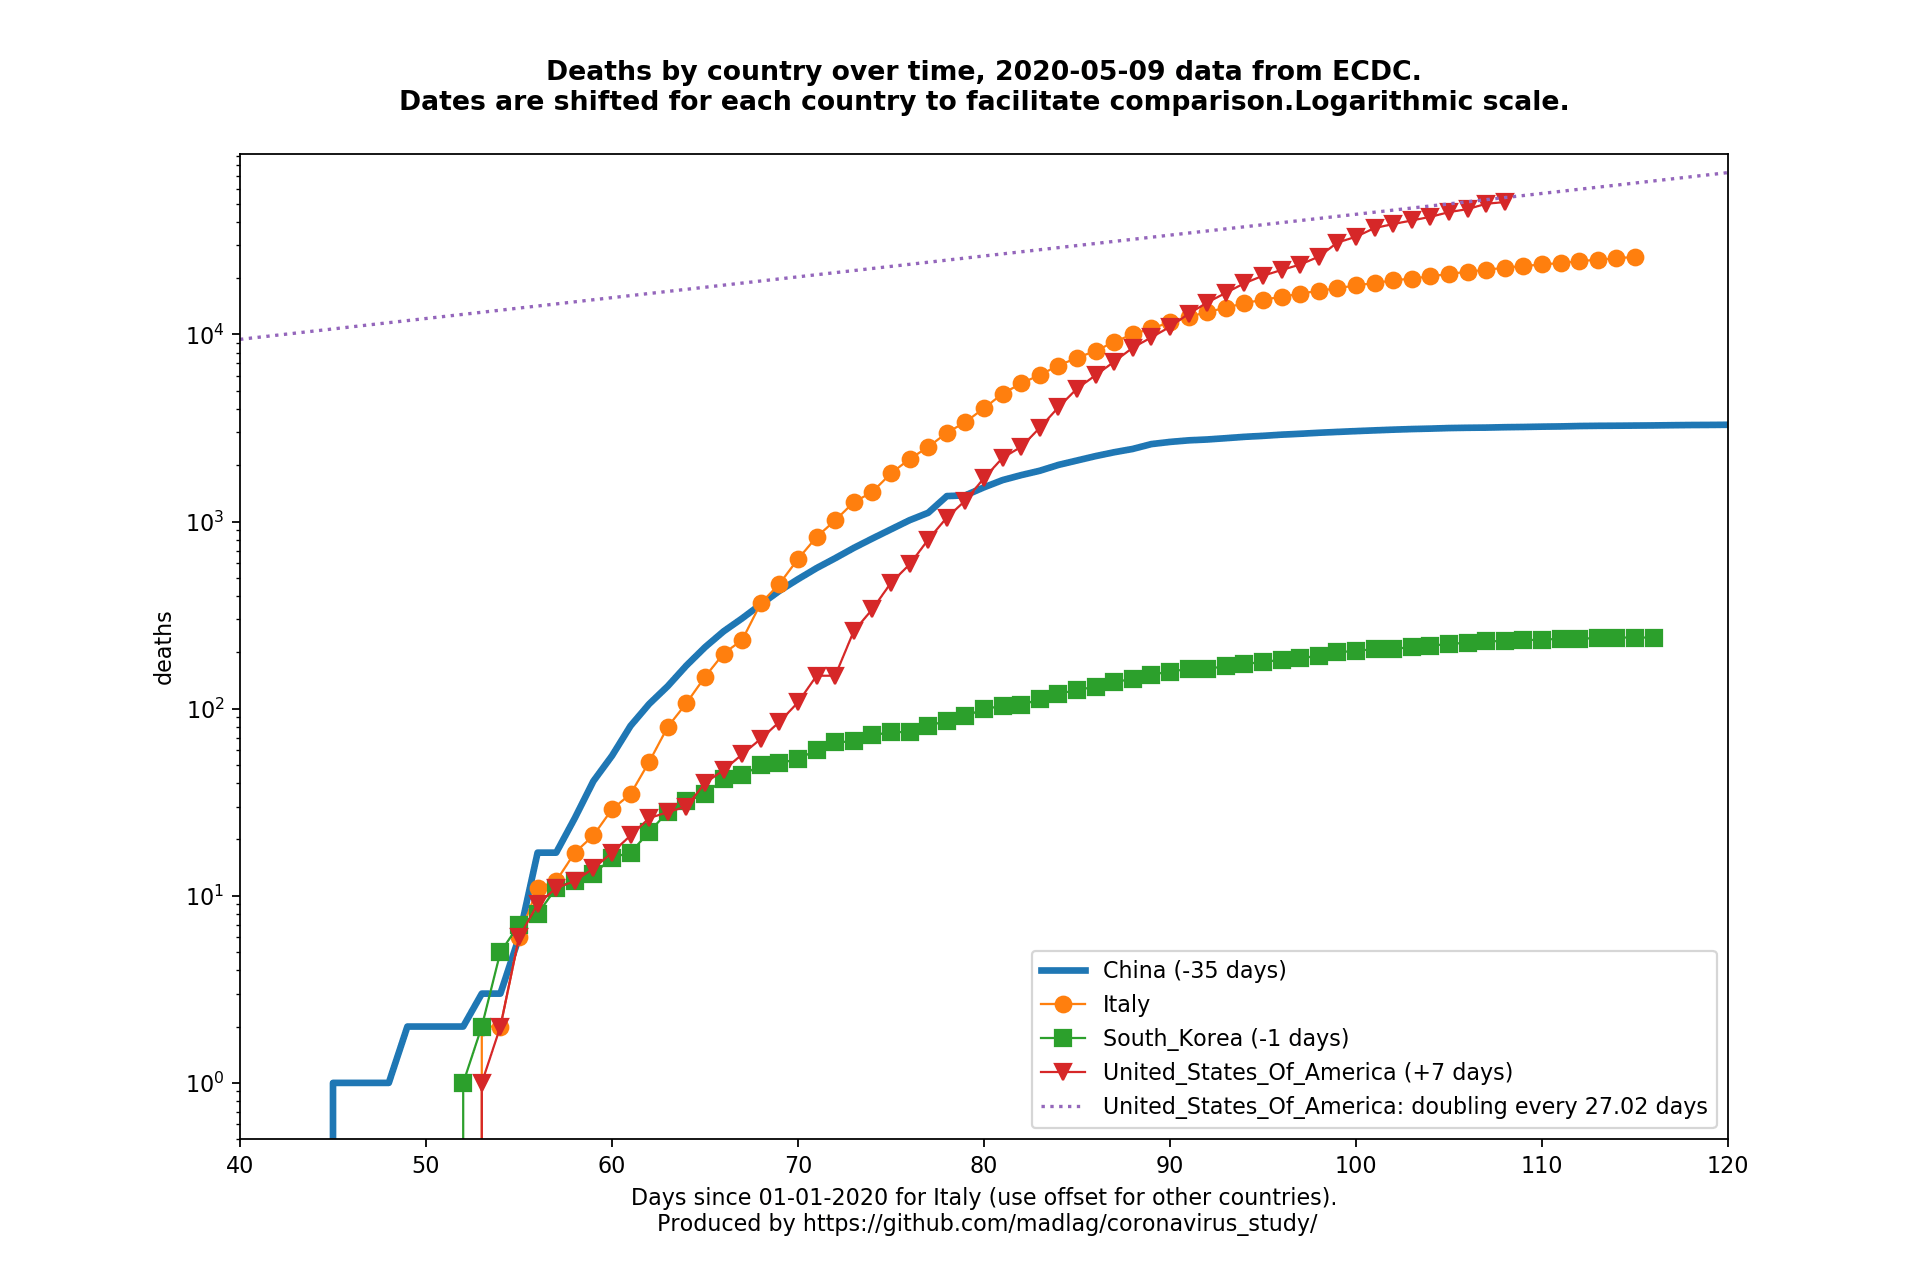 Deaths by country over time, 2020-05-09 data from ECDC.
Dates are shifted for each country to facilitate comparison.Logarithmic scale.
deaths
10⁴
10³
10²
10¹
10⁰
40 50 60 70 80 90 100 110 120
China (-35 days)
Italy
South_Korea (-1 days)
United_States_Of_America (+7 days)
United_States_Of_America: doubling every 27.02 days
Days since 01-01-2020 for Italy (use offset for other countries).
Produced by https://github.com/madlag/coronavirus_study/